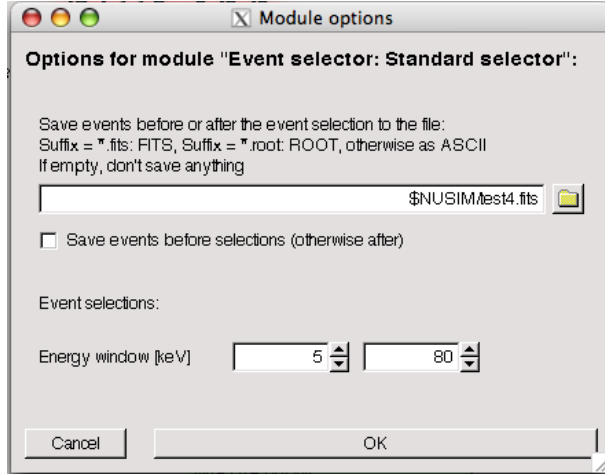 Module options
Options for module "Event selector: Standard selector":
Save events before or after the event selection to the file:
Suffix = *.fits: FITS, Suffix = *.root: ROOT, otherwise as ASCII
If empty, don't save anything
$NUSIM/test4.fits
Save events before selections (otherwise after)
Event selections:
Energy window [keV] 5 80
Cancel OK